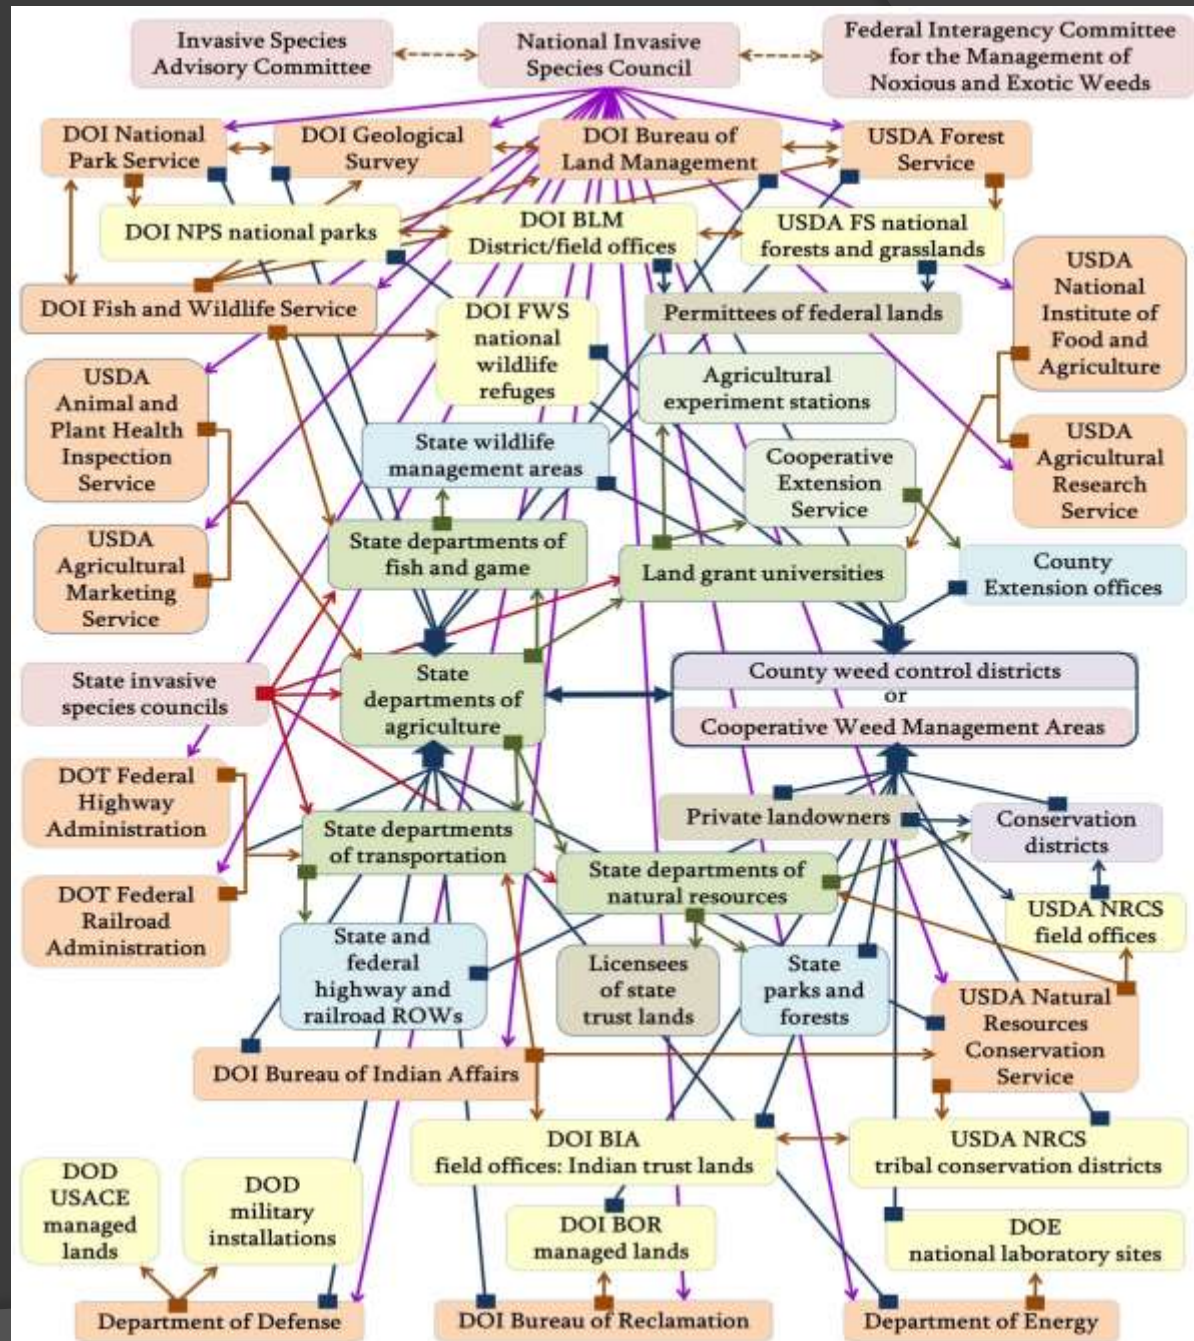 Invasive Species
Advisory Committee
National Invasive
Species Council
Federal Interagency Committee
for the Management of
Noxious and Exotic Weeds
DOI National
Park Service
DOI Geological
Survey
DOI Bureau of
Land Management
USDA Forest
Service
DOI NPS national parks
DOI BLM
District/field offices
USDA FS national
forests and grasslands
USDA
National
Institute of
Food and
Agriculture
DOI Fish and Wildlife Service
DOI FWS
national
wildlife
refuges
Permittees of federal lands
USDA
Animal and
Plant Health
Inspection
Service
Agricultural
experiment stations
State wildlife
management areas
Cooperative
Extension
Service
USDA
Agricultural
Research
Service
USDA
Agricultural
Marketing
Service
State departments of
fish and game
Land grant universities
County
Extension offices
State invasive
species councils
State
departments of
agriculture
County weed control districts
or
Cooperative Weed Management Areas
DOT Federal
Highway
Administration
State departments
of transportation
Private landowners
Conservation
districts
DOT Federal
Railroad
Administration
State departments of
natural resources
USDA NRCS
field offices
State and
federal
highway and
railroad ROWs
Licensees
of state
trust lands
State
parks and
forests
USDA Natural
Resources
Conservation
Service
DOI Bureau of Indian Affairs
DOI BIA
field offices: Indian trust lands
USDA NRCS
tribal conservation districts
DOD
USACE
managed
lands
DOD
military
installations
DOI BOR
managed lands
DOE
national laboratory sites
Department of Defense
DOI Bureau of Reclamation
Department of Energy